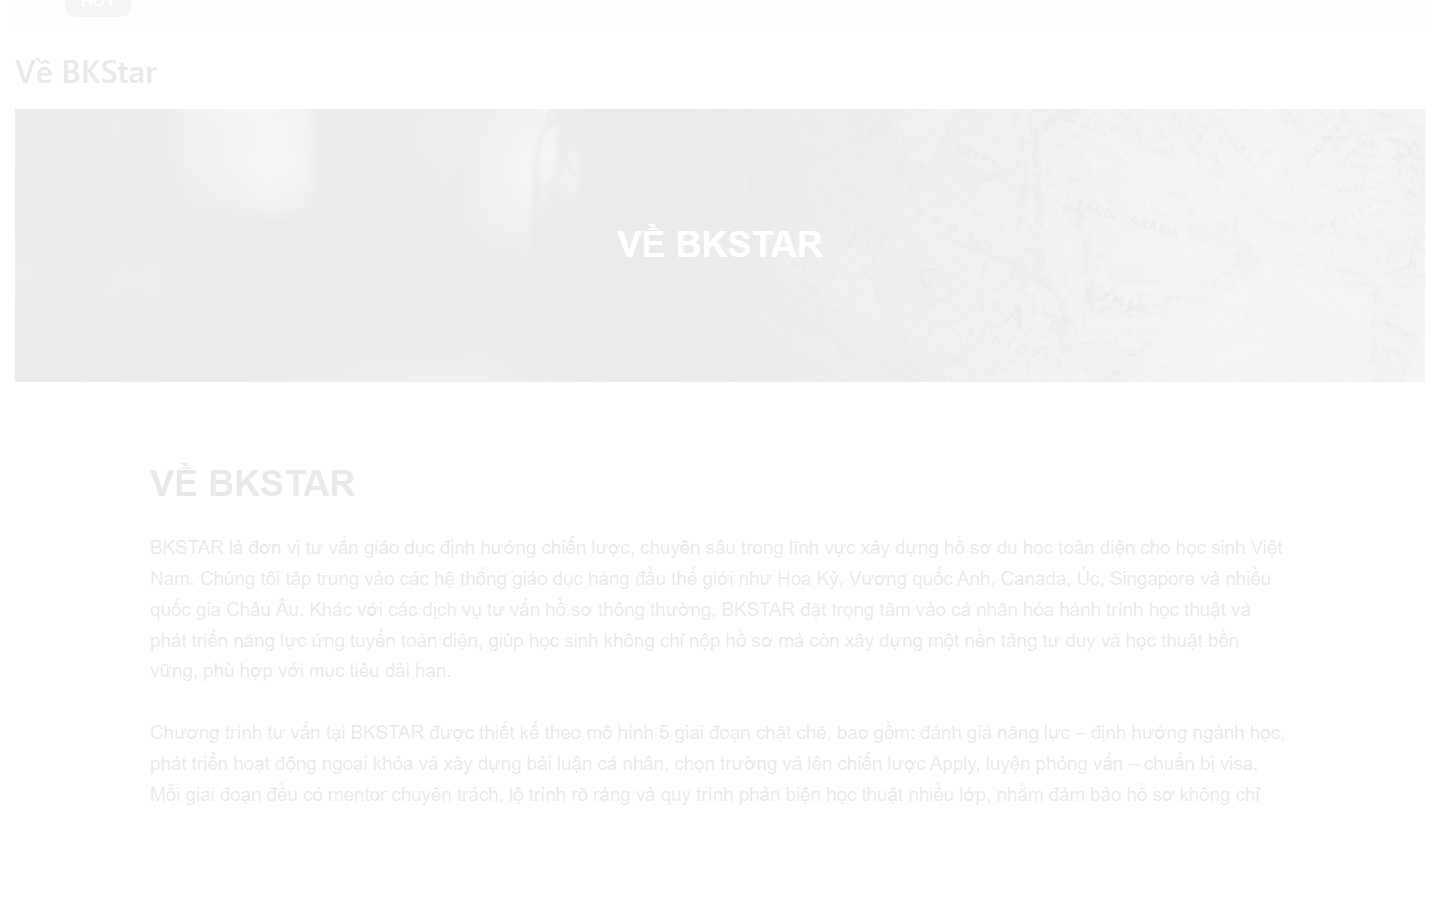 HOT
Về BKStar
VỀ BKSTAR
SAUDI ARABIA
VỀ BKSTAR
BKSTAR là đơn vị tư vấn giáo dục định hướng chiến lược, chuyên sâu trong lĩnh vực xây dựng hồ sơ du học toàn diện cho học sinh Việt
Nam. Chúng tôi tập trung vào các hệ thống giáo dục hàng đầu thế giới như Hoa Kỳ, Vương quốc Anh, Canada, Úc, Singapore và nhiều
quốc gia Châu Âu. Khác với các dịch vụ tư vấn hồ sơ thông thường, BKSTAR đặt trọng tâm vào cá nhân hóa hành trình học thuật và
phát triển năng lực ứng tuyển toàn diện, giúp học sinh không chỉ nộp hồ sơ mà còn xây dựng một nền tảng tư duy và học thuật bền
vững, phù hợp với mục tiêu dài hạn.
Chương trình tư vấn tại BKSTAR được thiết kế theo mô hình 5 giai đoạn chặt chẽ, bao gồm: đánh giá năng lực – định hướng ngành học,
phát triển hoạt động ngoại khóa và xây dựng bài luận cá nhân, chọn trường và lên chiến lược Apply, luyện phỏng vấn – chuẩn bị visa.
Mỗi giai đoạn đều có mentor chuyên trách, lộ trình rõ ràng và quy trình phản biện học thuật nhiều lớp, nhằm đảm bảo hồ sơ không chỉ